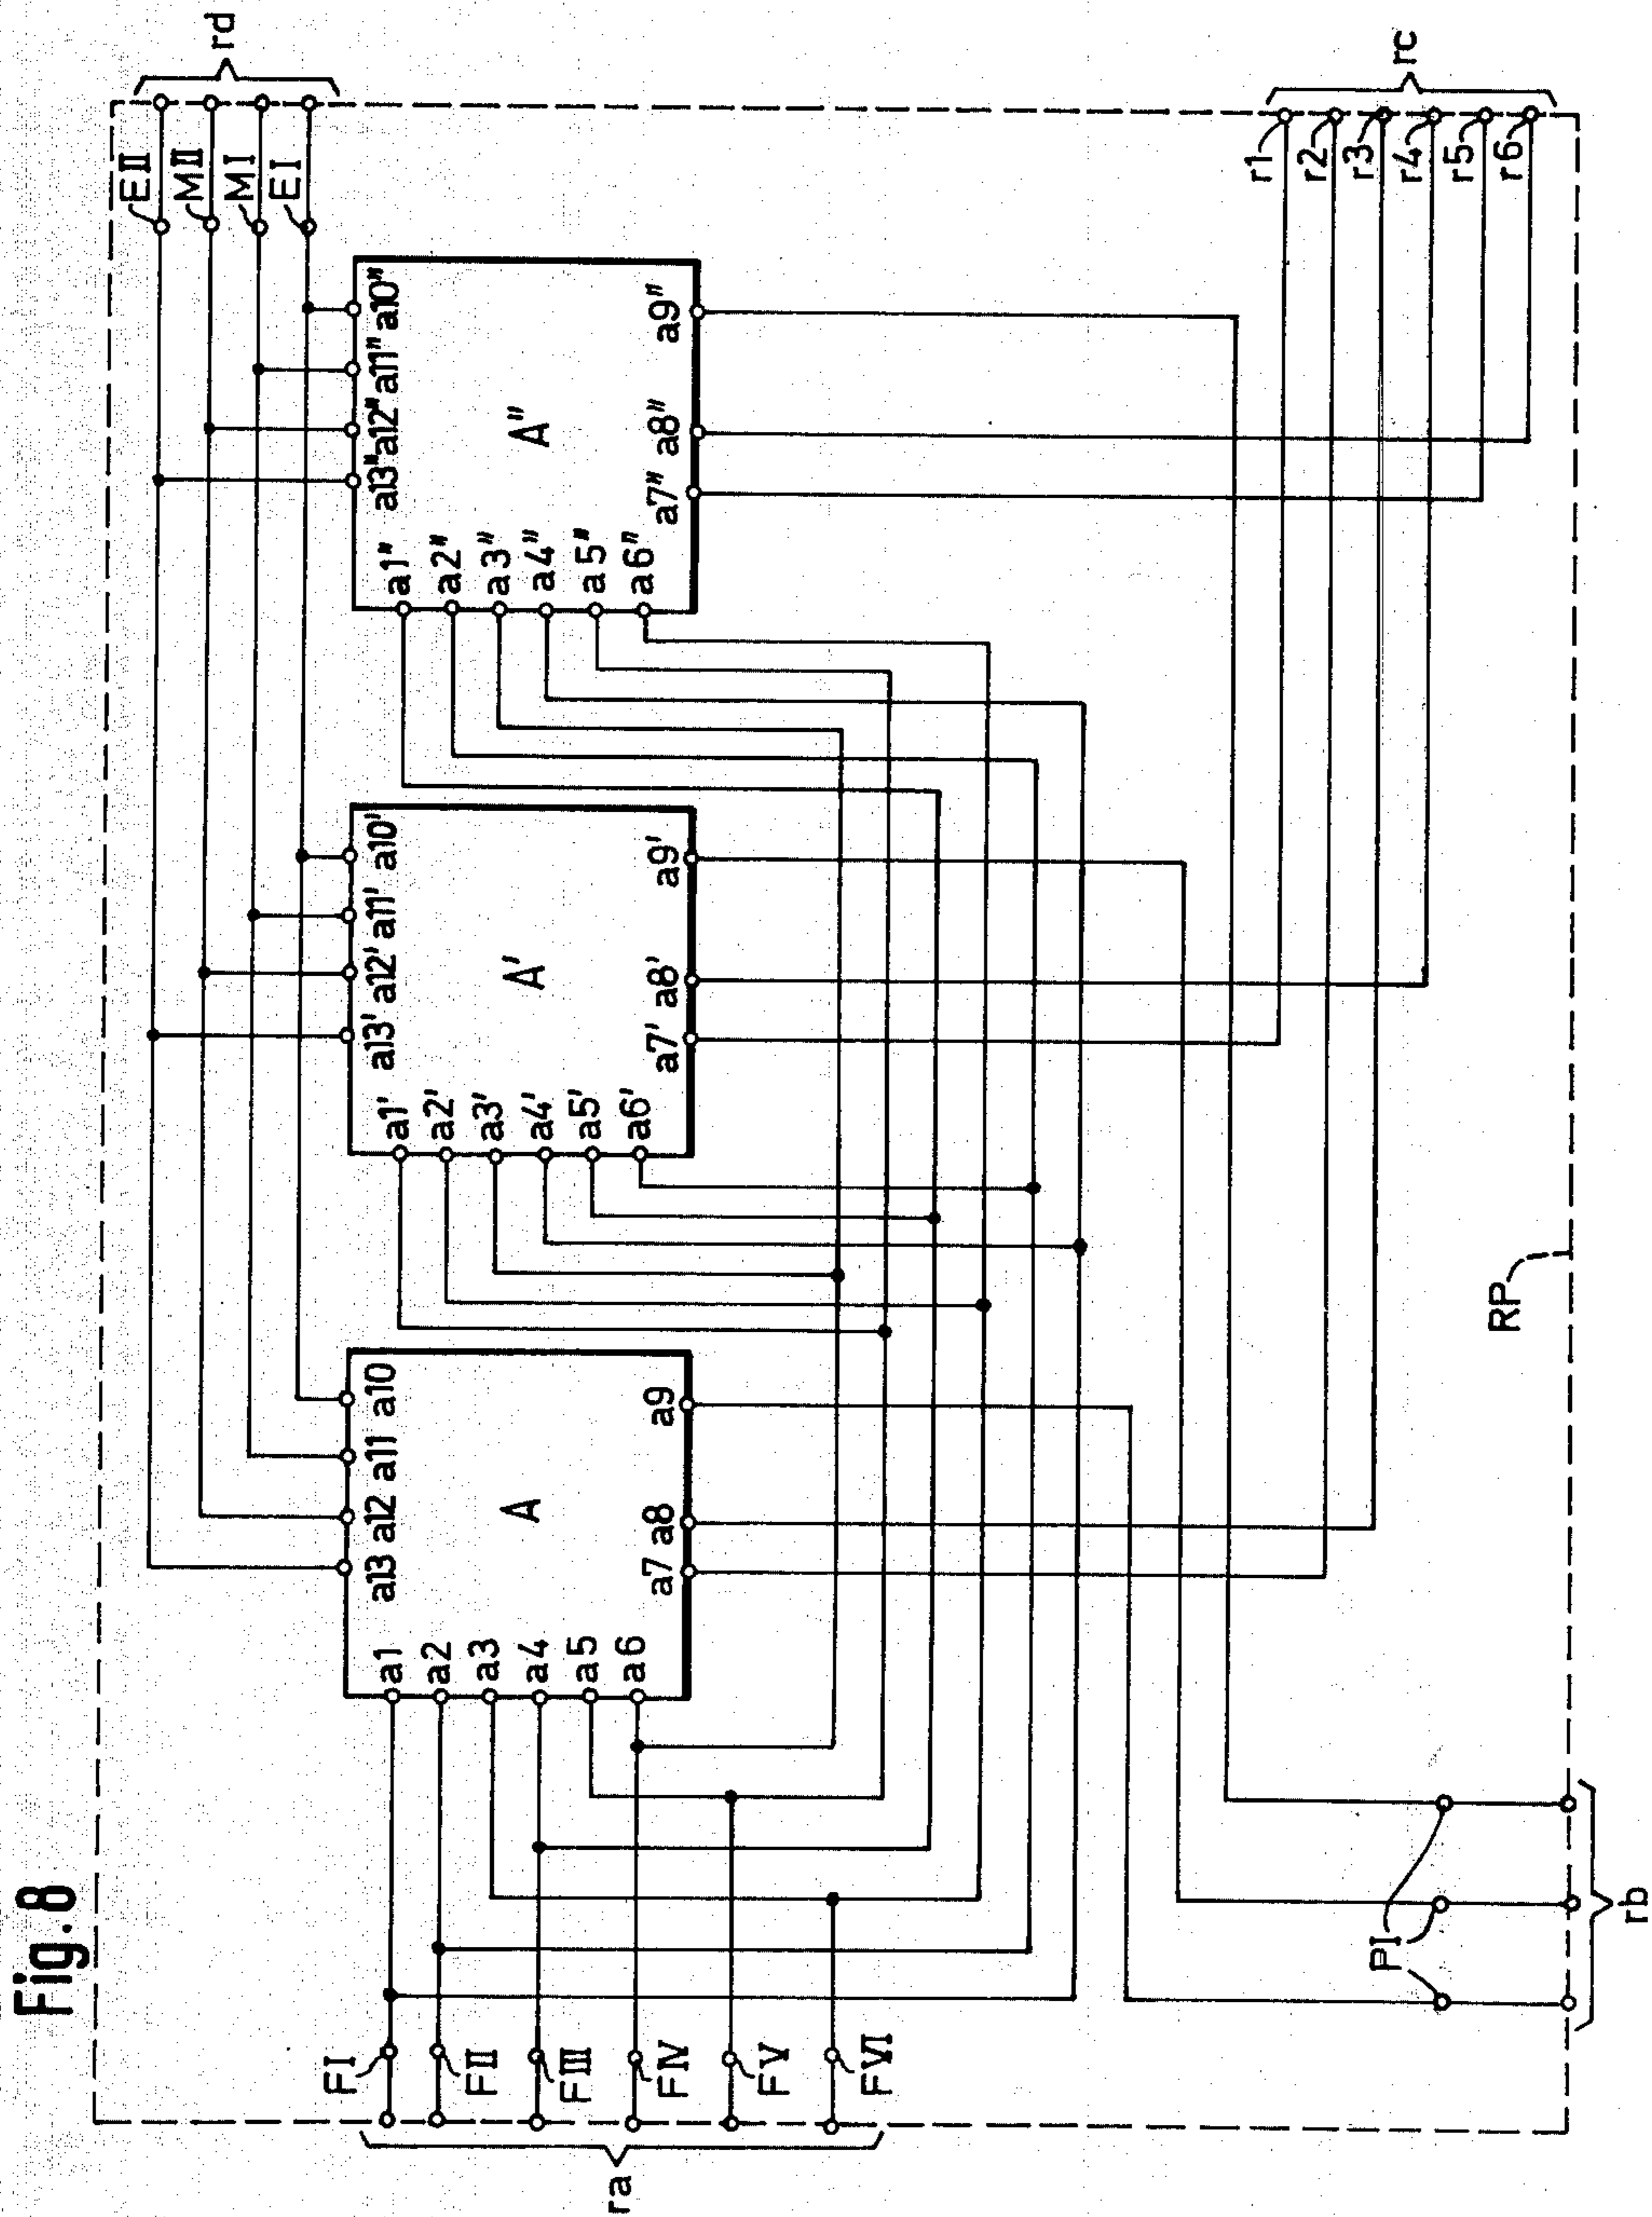 Fig.8
rd
EII
MII
MI
EI
a13 a12 a11 a10
a13' a12' a11' a10'
a13" a12" a11" a10"
a1
a2
a3
a4
a5
a6
A
a7 a8 a9
a1'
a2'
a3'
a4'
a5'
a6'
A'
a7' a8' a9'
a1"
a2"
a3"
a4"
a5"
a6"
A"
a7" a8" a9"
FI
FII
FIII
FIV
FV
FVI
ra
r1
r2
r3
r4
r5
r6
rc
PI
rb
RP